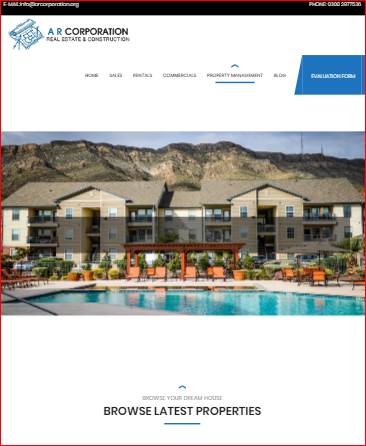 E-MAIL:info@arcorporation.org PHONE: 0300 2977536
A R CORPORATION
REAL ESTATE & CONSTRUCTION
HOME SALES RENTALS COMMERCIALS PROPERTY MANAGEMENT BLOG EVALUATION FORM
BROWSE YOUR DREAM HOUSE
BROWSE LATEST PROPERTIES